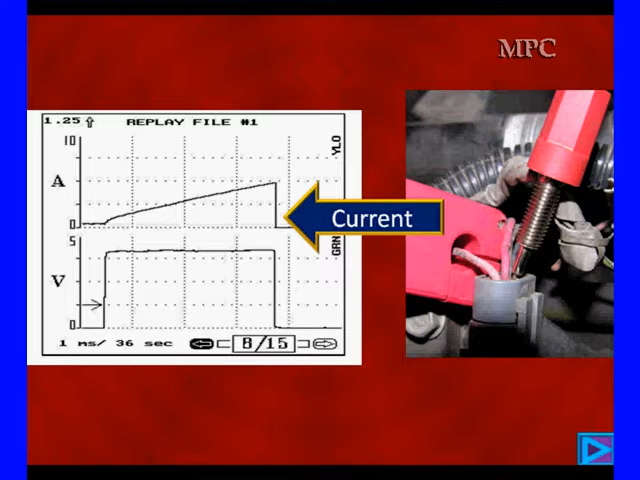 MPC
1.25 REPLAY FILE #1
10
YLO
A
0
Current
5
GRN
V
0
1 ms/ 36 sec 8/15